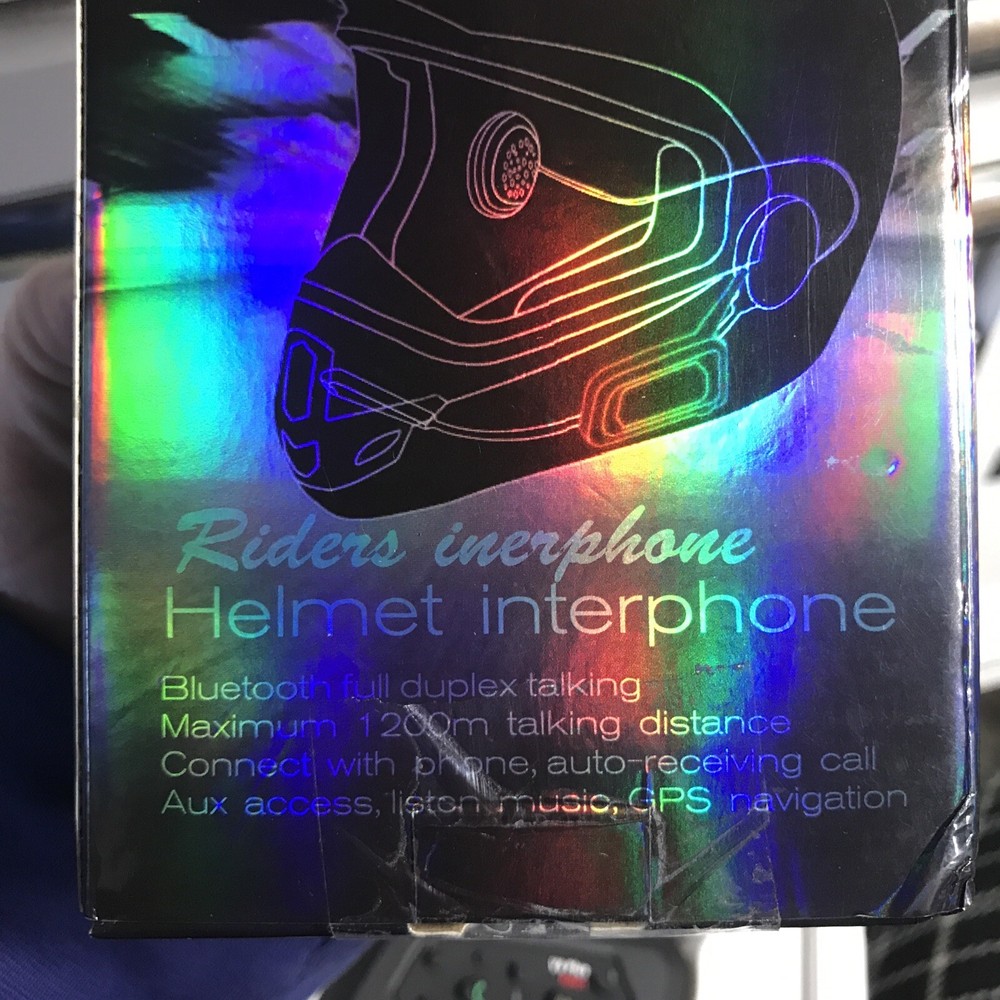 Riders inerphone
Helmet interphone
Bluetooth full duplex talking
Maximum 1200m talking distance
Connect with phone, auto-receiving call
Aux access, liston music, GPS navigation